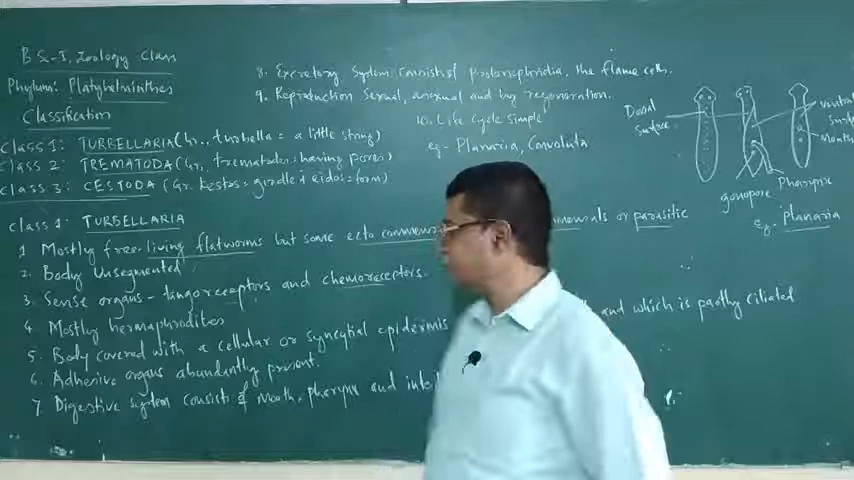 B Sc-I, Zoology Class
Phylum: Platyhelminthes
Classification
Class 1: TURBELLARIA (Gr., turbella = a little string)
Class 2: TREMATODA (Gr., trematodes: having pores)
Class 3: CESTODA (Gr. kestos = girdle + eidos = form)
Class 1: TURBELLARIA
1 Mostly free living flatworms but some ecto or parasitic
2. Body Unsegmented
3. Sense organs - tangoreceptors and chemoreceptors.
4 Mostly hermaphrodites
5. Body covered with a cellular or syncytial epidermis and which is partly ciliated
6. Adhesive organs abundantly present.
7 Digestive system consists of Mouth, pharynx and
8. Excretory System Consists of protonephridia, the flame cells.
9. Reproduction Sexual, asexual and by regeneration.
10. Life Cycle Simple
eg- Planaria, Convoluta
Dorsal
Surface
Ventral
Surf
Mouth
gonopore Pharynx
eg. Planaria